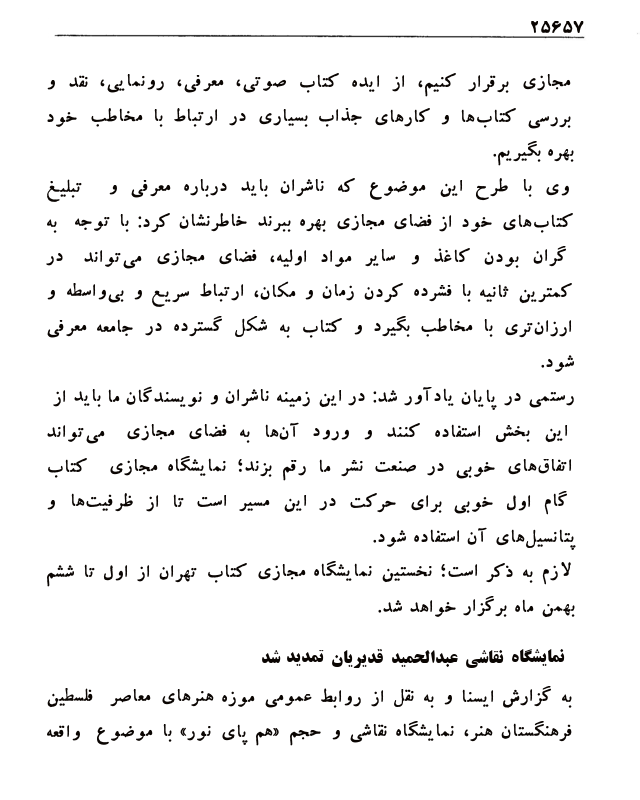 ۲۵۶۵۷
مجازی برقرار کنیم، از ایده کتاب صوتی، معرفی، رونمایی، نقد و
بررسی کتاب‌ها و کارهای جذاب بسیاری در ارتباط با مخاطب خود
بهره بگیریم.
وی با طرح این موضوع که ناشران باید درباره معرفی و تبلیغ
کتاب‌های خود از فضای مجازی بهره ببرند خاطرنشان کرد: با توجه به
گران بودن کاغذ و سایر مواد اولیه، فضای مجازی می‌تواند در
کمترین ثانیه با فشرده کردن زمان و مکان، ارتباط سریع و بی‌واسطه و
ارزان‌تری با مخاطب بگیرد و کتاب به شکل گسترده در جامعه معرفی
شود.
رستمی در پایان یادآور شد: در این زمینه ناشران و نویسندگان ما باید از
این بخش استفاده کنند و ورود آن‌ها به فضای مجازی می‌تواند
اتفاق‌های خوبی در صنعت نشر ما رقم بزند؛ نمایشگاه مجازی کتاب
گام اول خوبی برای حرکت در این مسیر است تا از ظرفیت‌ها و
پتانسیل‌های آن استفاده شود.
لازم به ذکر است؛ نخستین نمایشگاه مجازی کتاب تهران از اول تا ششم
بهمن ماه برگزار خواهد شد.
نمایشگاه نقاشی عبدالحمید قدیریان تمدید شد
به گزارش ایسنا و به نقل از روابط عمومی موزه هنرهای معاصر فلسطین
فرهنگستان هنر، نمایشگاه نقاشی و حجم «هم پای نور» با موضوع واقعه